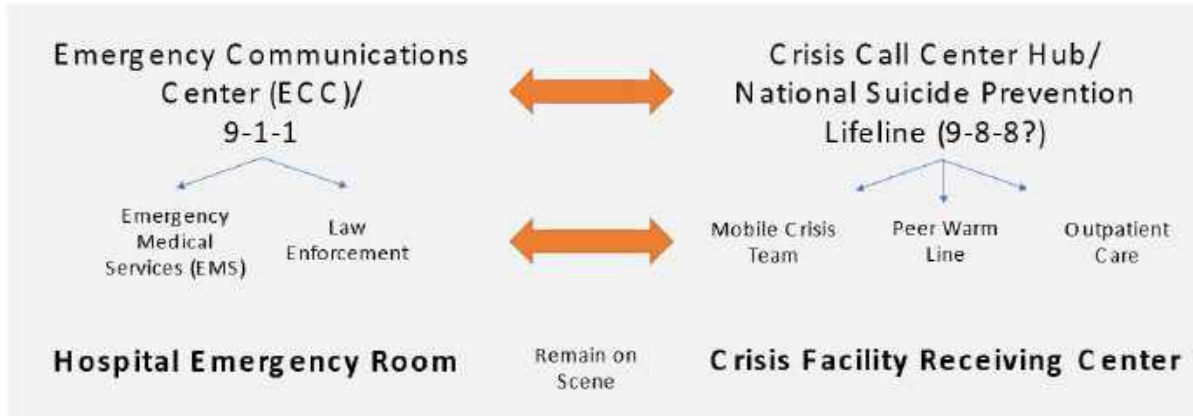 Emergency Communications
Center (ECC)/
9-1-1
Crisis Call Center Hub/
National Suicide Prevention
Lifeline (9-8-8?)
Emergency
Medical
Services (EMS)
Law
Enforcement
Mobile Crisis
Team
Peer Warm
Line
Outpatient
Care
Hospital Emergency Room
Remain on
Scene
Crisis Facility Receiving Center